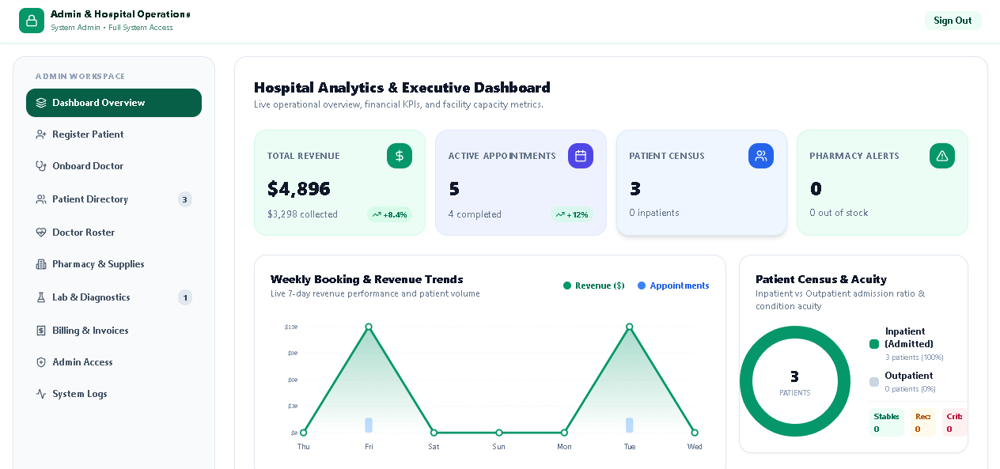 Admin & Hospital Operations
System Admin • Full System Access
Sign Out
ADMIN WORKSPACE
Dashboard Overview
Register Patient
Onboard Doctor
Patient Directory 3
Doctor Roster
Pharmacy & Supplies
Lab & Diagnostics 1
Billing & Invoices
Admin Access
System Logs
Hospital Analytics & Executive Dashboard
Live operational overview, financial KPIs, and facility capacity metrics.
TOTAL REVENUE
$4,896
$3,298 collected +8.4%
ACTIVE APPOINTMENTS
5
4 completed +12%
PATIENT CENSUS
3
0 inpatients
PHARMACY ALERTS
0
0 out of stock
Weekly Booking & Revenue Trends
Live 7-day revenue performance and patient volume
Revenue ($) Appointments
$120
$90
$60
$30
$0
Thu Fri Sat Sun Mon Tue Wed
Patient Census & Acuity
Inpatient vs Outpatient admission ratio &
condition acuity
3
PATIENTS
Inpatient
(Admitted)
3 patients (100%)
Outpatient
0 patients (0%)
Stable: Rec: Crit:
0 0 0